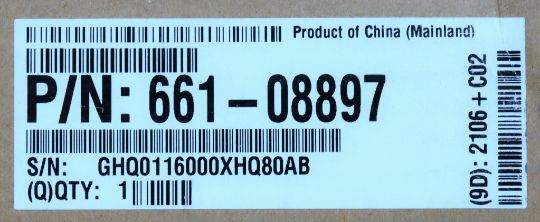 Product of China (Mainland)
P/N: 661-08897
S/N: GHQ0116000XHQ80AB
(Q)QTY: 1
(9D): 2106 + C02